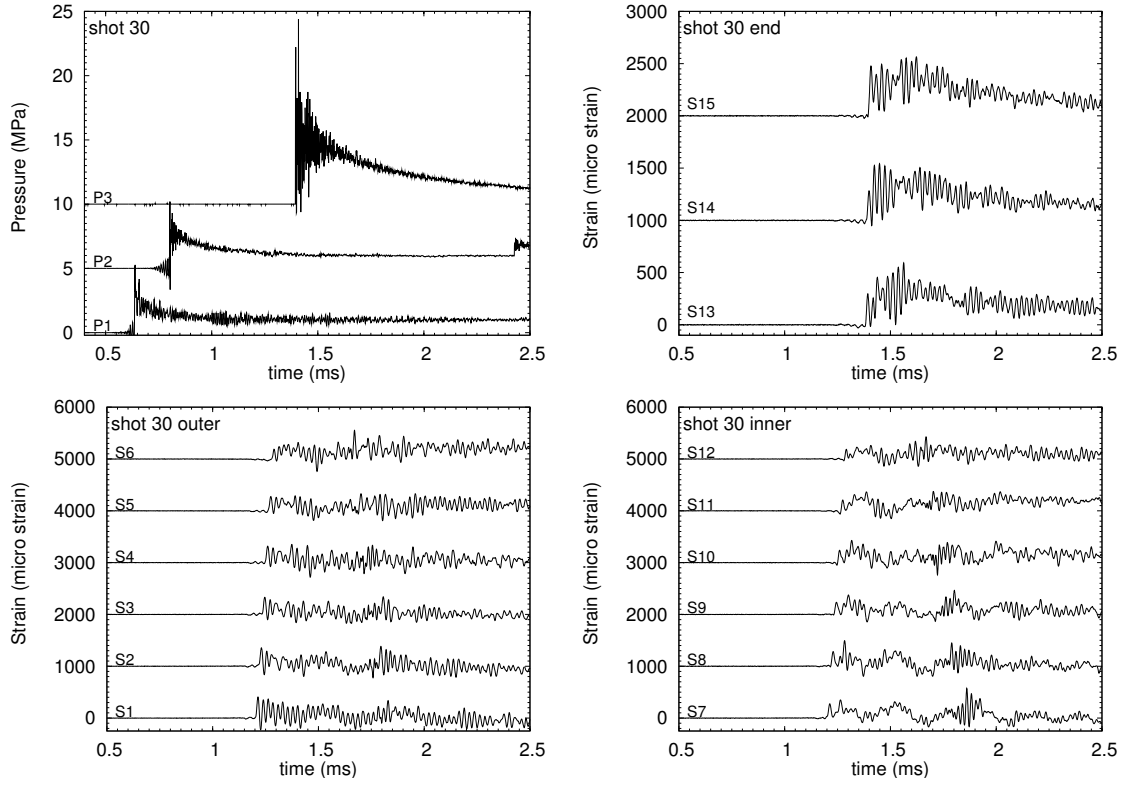 shot 30
25
20
15
10
5
0
Pressure (MPa)
P3
P2
P1
0.5 1 1.5 2 2.5
time (ms)
shot 30 end
3000
2500
2000
1500
1000
500
0
Strain (micro strain)
S15
S14
S13
0.5 1 1.5 2 2.5
time (ms)
shot 30 outer
6000
5000
4000
3000
2000
1000
0
Strain (micro strain)
S6
S5
S4
S3
S2
S1
0.5 1 1.5 2 2.5
time (ms)
shot 30 inner
6000
5000
4000
3000
2000
1000
0
Strain (micro strain)
S12
S11
S10
S9
S8
S7
0.5 1 1.5 2 2.5
time (ms)